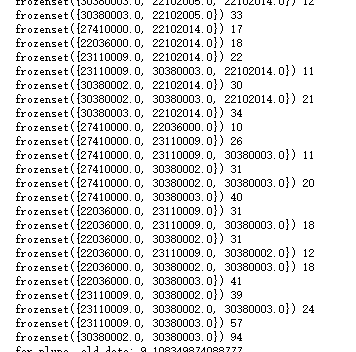 frozenset({30380003.0, 22102005.0, 22102014.0}) 12
frozenset({30380003.0, 22102005.0}) 33
frozenset({27410000.0, 22102014.0}) 17
frozenset({22036000.0, 22102014.0}) 18
frozenset({23110009.0, 22102014.0}) 22
frozenset({23110009.0, 30380003.0, 22102014.0}) 11
frozenset({30380002.0, 22102014.0}) 30
frozenset({30380002.0, 30380003.0, 22102014.0}) 21
frozenset({30380003.0, 22102014.0}) 34
frozenset({27410000.0, 22036000.0}) 10
frozenset({27410000.0, 23110009.0}) 26
frozenset({27410000.0, 23110009.0, 30380003.0}) 11
frozenset({27410000.0, 30380002.0}) 31
frozenset({27410000.0, 30380002.0, 30380003.0}) 20
frozenset({27410000.0, 30380003.0}) 40
frozenset({22036000.0, 23110009.0}) 31
frozenset({22036000.0, 23110009.0, 30380003.0}) 18
frozenset({22036000.0, 30380002.0}) 31
frozenset({22036000.0, 23110009.0, 30380002.0}) 12
frozenset({22036000.0, 30380002.0, 30380003.0}) 18
frozenset({22036000.0, 30380003.0}) 41
frozenset({23110009.0, 30380002.0}) 39
frozenset({23110009.0, 30380002.0, 30380003.0}) 24
frozenset({23110009.0, 30380003.0}) 57
frozenset({30380002.0, 30380003.0}) 94